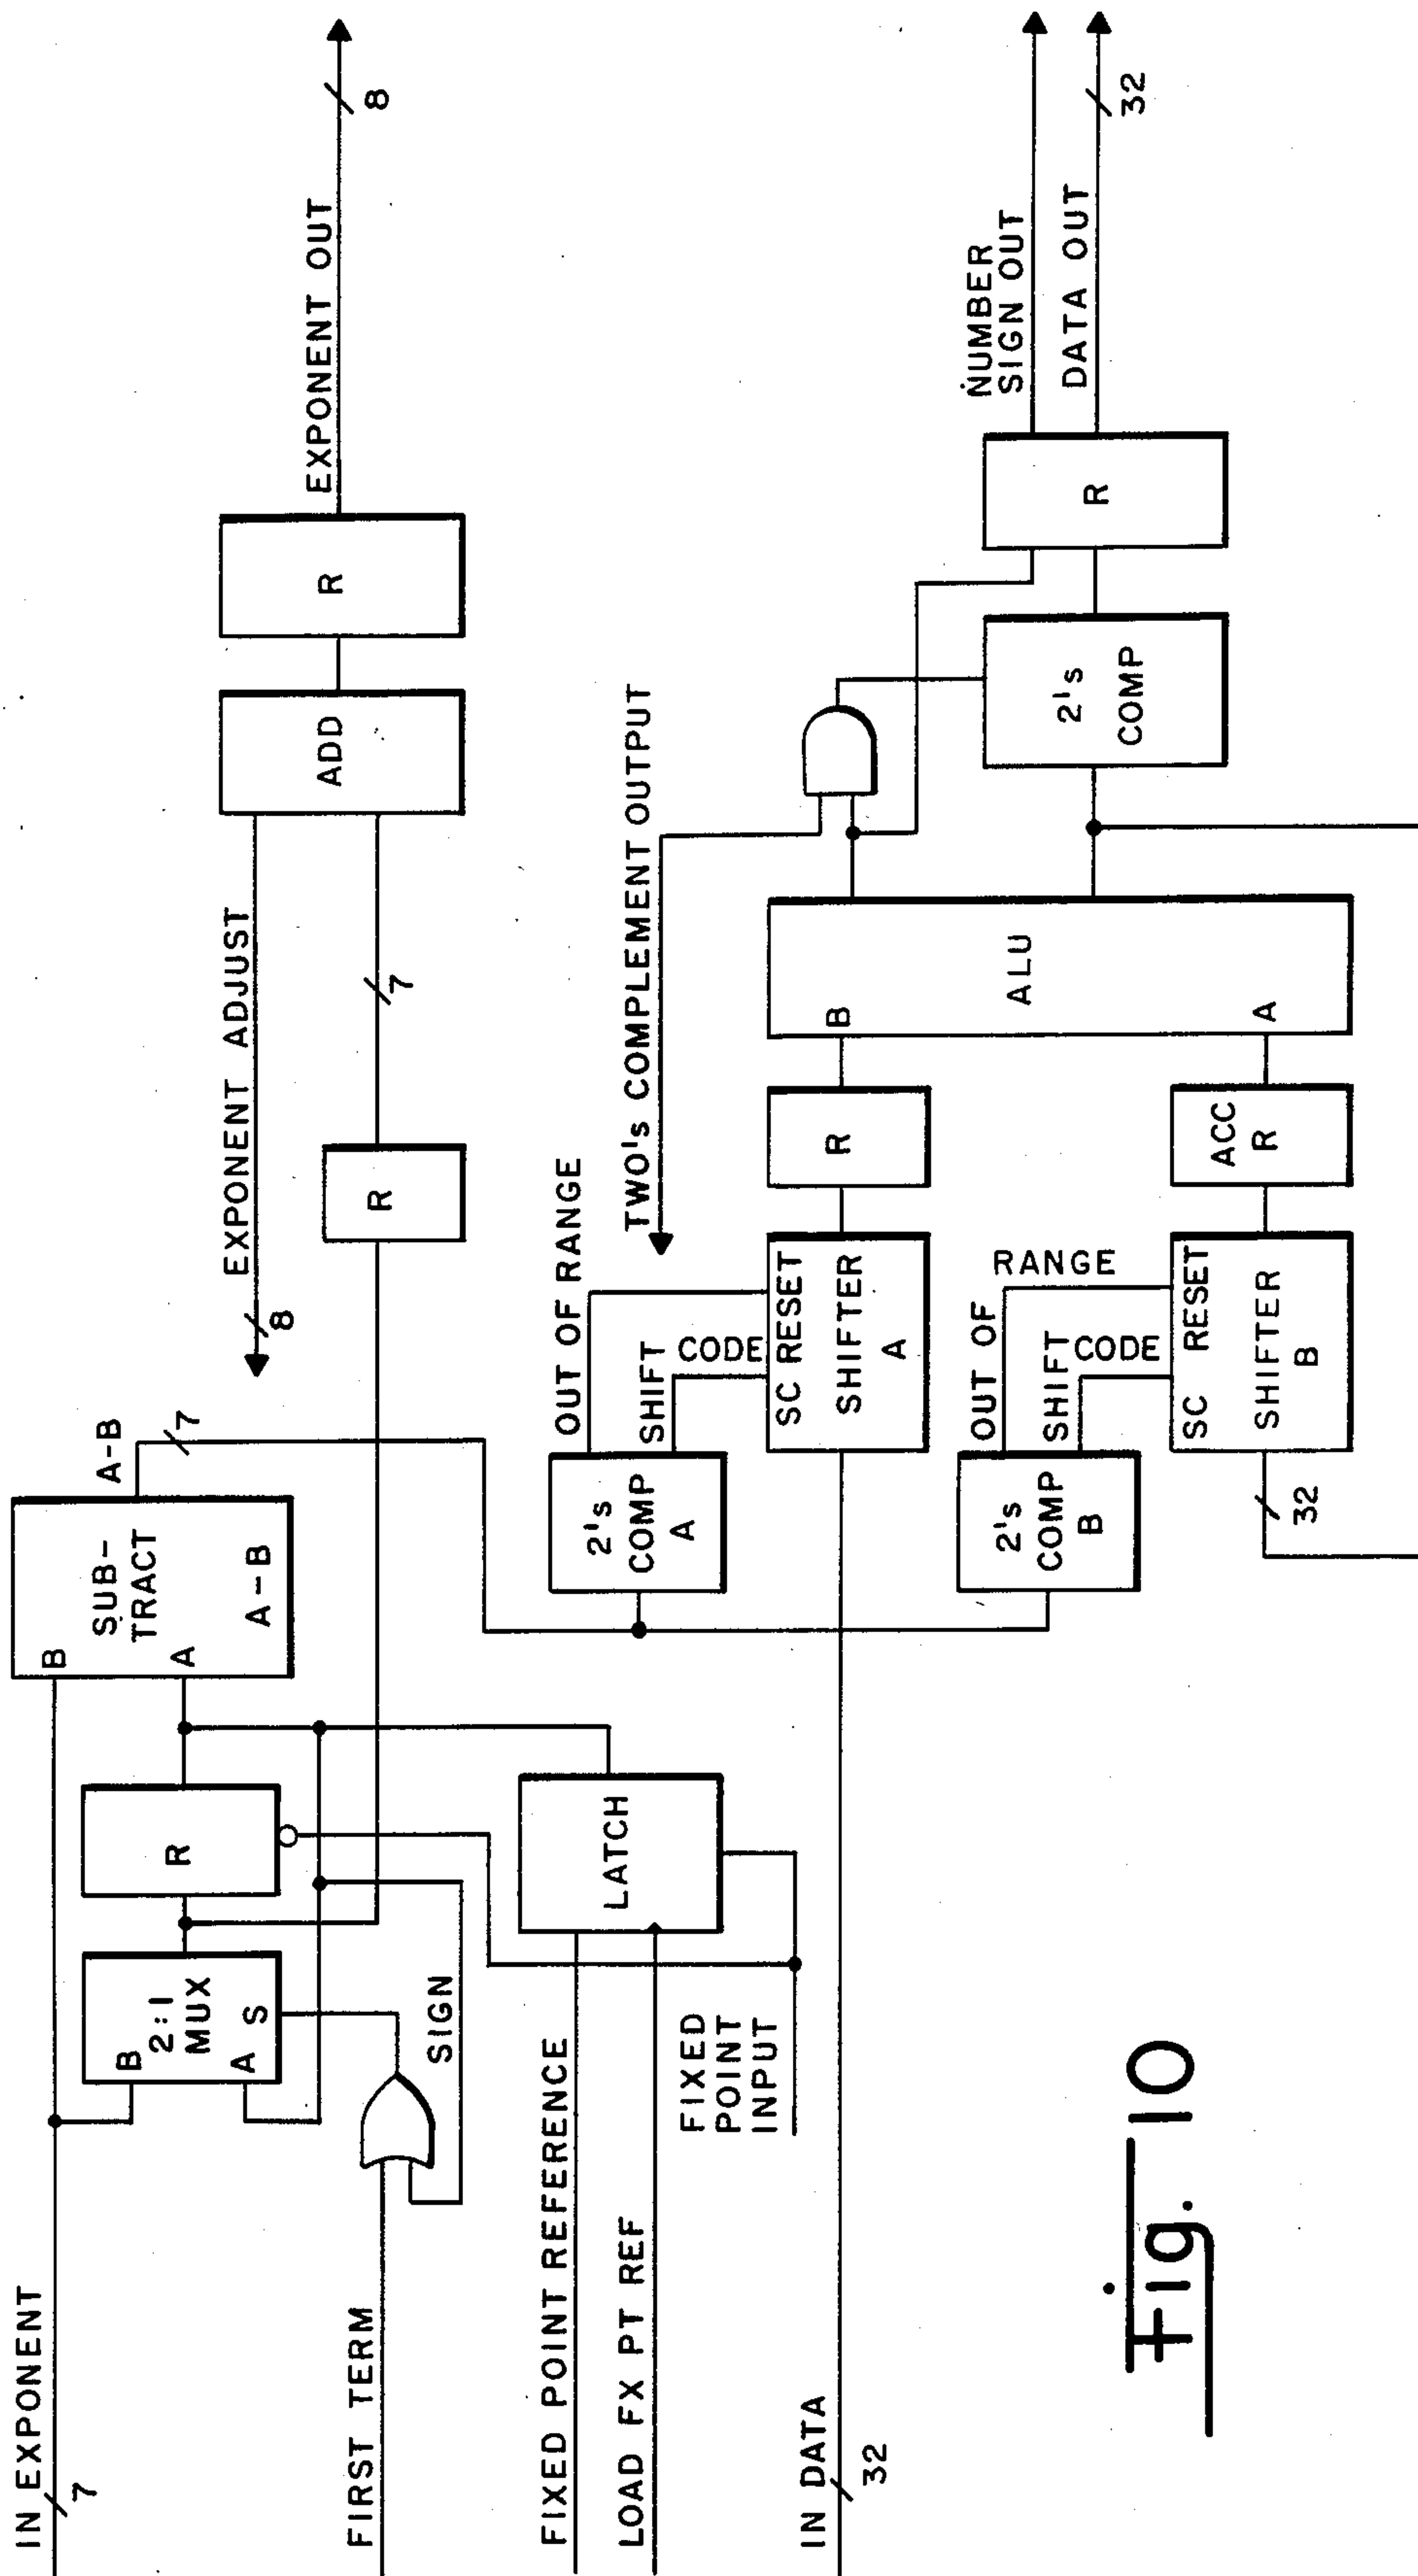 IN EXPONENT
7
B
2:1
MUX
A S
R
B
SUB-
TRACT
A
A-B
A-B
7
EXPONENT ADJUST
8
R
7
ADD
R
EXPONENT OUT
8
FIRST TERM
SIGN
FIXED POINT REFERENCE
LOAD FX PT REF
LATCH
FIXED
POINT
INPUT
2's
COMP
A
OUT OF RANGE
SHIFT
CODE
TWO's COMPLEMENT OUTPUT
IN DATA
32
SC RESET
SHIFTER
A
R
B
ALU
A
2's
COMP
B
OUT OF
RANGE
SHIFT
CODE
SC RESET
SHIFTER
B
32
ACC
R
2's
COMP
R
NUMBER
SIGN OUT
DATA OUT
32
Fig. 10